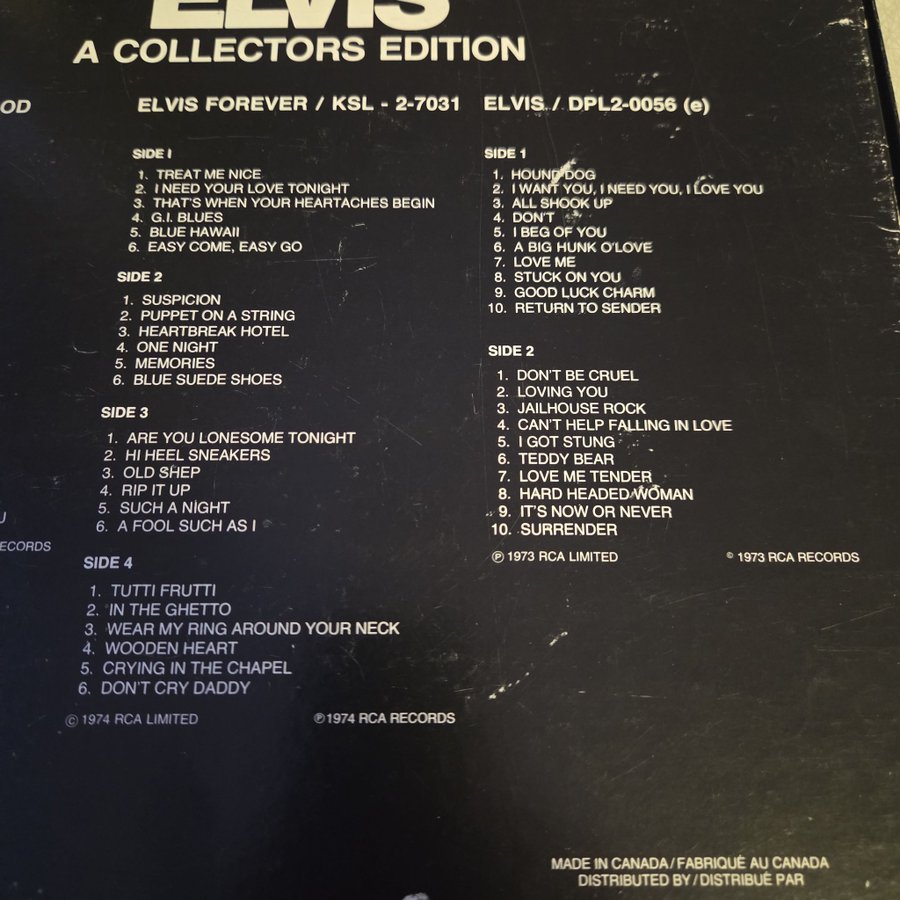 ELVIS
A COLLECTORS EDITION
OD
ELVIS FOREVER / KSL - 2-7031
SIDE I
1. TREAT ME NICE
2. I NEED YOUR LOVE TONIGHT
3. THAT'S WHEN YOUR HEARTACHES BEGIN
4. G.I. BLUES
5. BLUE HAWAII
6. EASY COME, EASY GO
SIDE 2
1. SUSPICION
2. PUPPET ON A STRING
3. HEARTBREAK HOTEL
4. ONE NIGHT
5. MEMORIES
6. BLUE SUEDE SHOES
SIDE 3
1. ARE YOU LONESOME TONIGHT
2. HI HEEL SNEAKERS
3. OLD SHEP
4. RIP IT UP
5. SUCH A NIGHT
6. A FOOL SUCH AS I
SIDE 4
1. TUTTI FRUTTI
2. IN THE GHETTO
3. WEAR MY RING AROUND YOUR NECK
4. WOODEN HEART
5. CRYING IN THE CHAPEL
6. DON'T CRY DADDY
© 1974 RCA LIMITED
℗ 1974 RCA RECORDS
ELVIS / DPL2-0056 (e)
SIDE 1
1. HOUND DOG
2. I WANT YOU, I NEED YOU, I LOVE YOU
3. ALL SHOOK UP
4. DON'T
5. I BEG OF YOU
6. A BIG HUNK O'LOVE
7. LOVE ME
8. STUCK ON YOU
9. GOOD LUCK CHARM
10. RETURN TO SENDER
SIDE 2
1. DON'T BE CRUEL
2. LOVING YOU
3. JAILHOUSE ROCK
4. CAN'T HELP FALLING IN LOVE
5. I GOT STUNG
6. TEDDY BEAR
7. LOVE ME TENDER
8. HARD HEADED WOMAN
9. IT'S NOW OR NEVER
10. SURRENDER
℗ 1973 RCA LIMITED
© 1973 RCA RECORDS
ECORDS
MADE IN CANADA / FABRIQUÉ AU CANADA
DISTRIBUTED BY / DISTRIBUÉ PAR